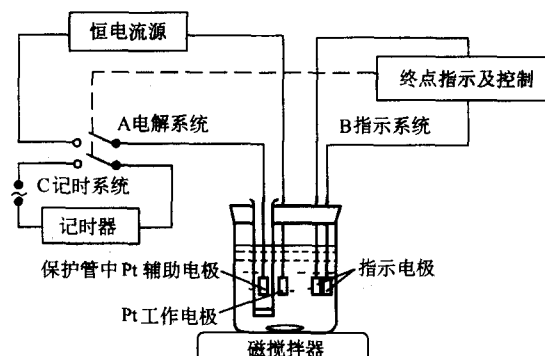 恒电流源
终点指示及控制
A电解系统
B指示系统
C记时系统
记时器
保护管中Pt辅助电极
指示电极
Pt工作电极
磁搅拌器